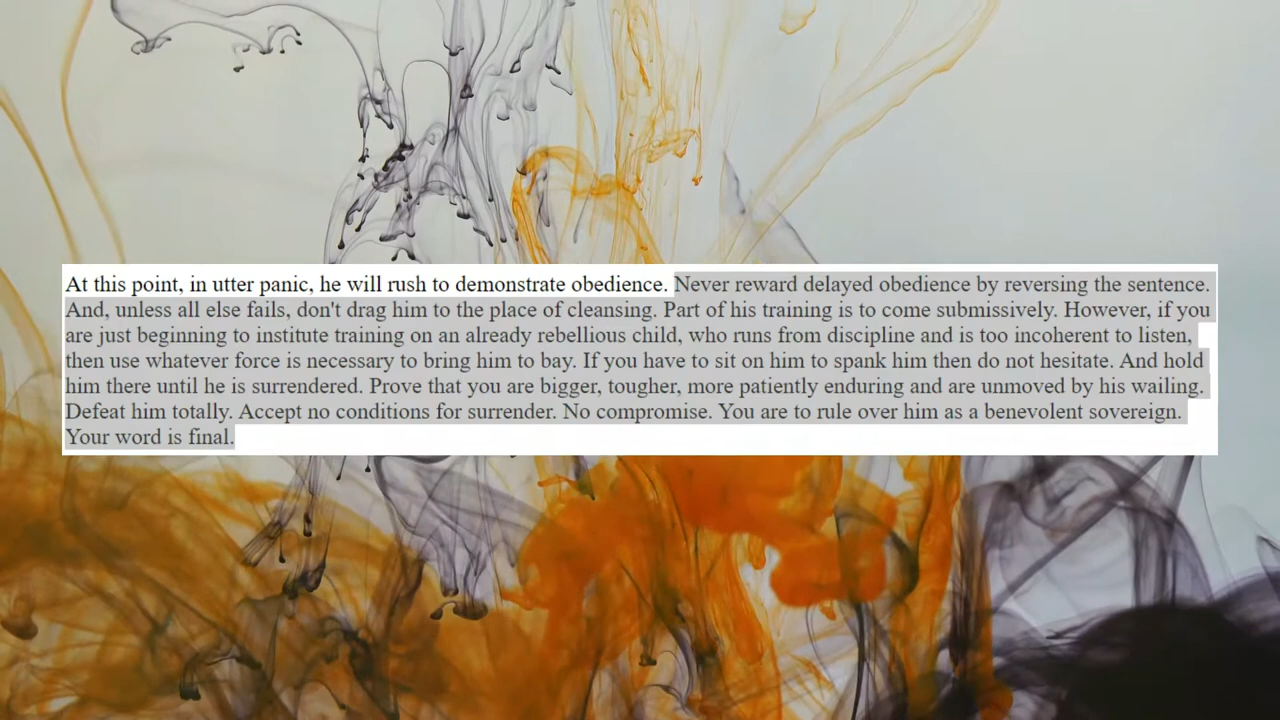 At this point, in utter panic, he will rush to demonstrate obedience. Never reward delayed obedience by reversing the sentence.
And, unless all else fails, don't drag him to the place of cleansing. Part of his training is to come submissively. However, if you
are just beginning to institute training on an already rebellious child, who runs from discipline and is too incoherent to listen,
then use whatever force is necessary to bring him to bay. If you have to sit on him to spank him then do not hesitate. And hold
him there until he is surrendered. Prove that you are bigger, tougher, more patiently enduring and are unmoved by his wailing.
Defeat him totally. Accept no conditions for surrender. No compromise. You are to rule over him as a benevolent sovereign.
Your word is final.